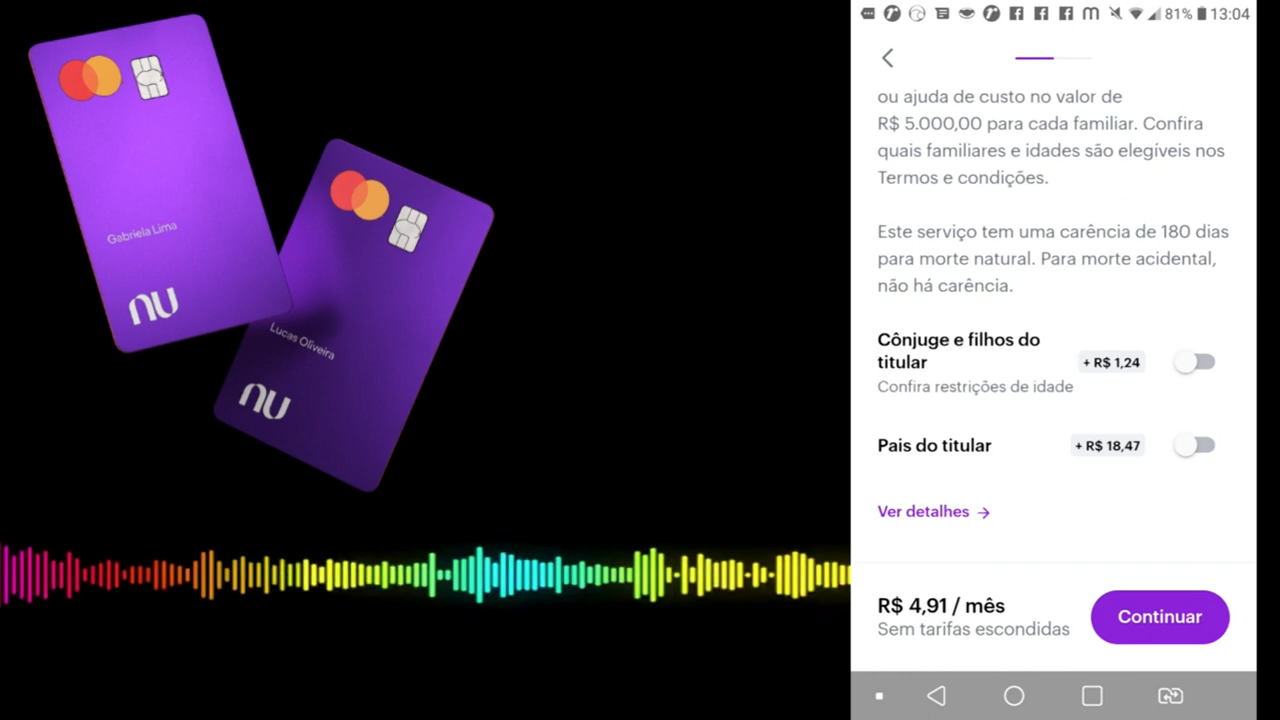 Gabriela Lima
nu
Lucas Oliveira
nu
81% 13:04
ou ajuda de custo no valor de
R$ 5.000,00 para cada familiar. Confira
quais familiares e idades são elegíveis nos
Termos e condições.
Este serviço tem uma carência de 180 dias
para morte natural. Para morte acidental,
não há carência.
Cônjuge e filhos do
titular
+ R$ 1,24
Confira restrições de idade
Pais do titular
+ R$ 18,47
Ver detalhes →
R$ 4,91 / mês
Sem tarifas escondidas
Continuar